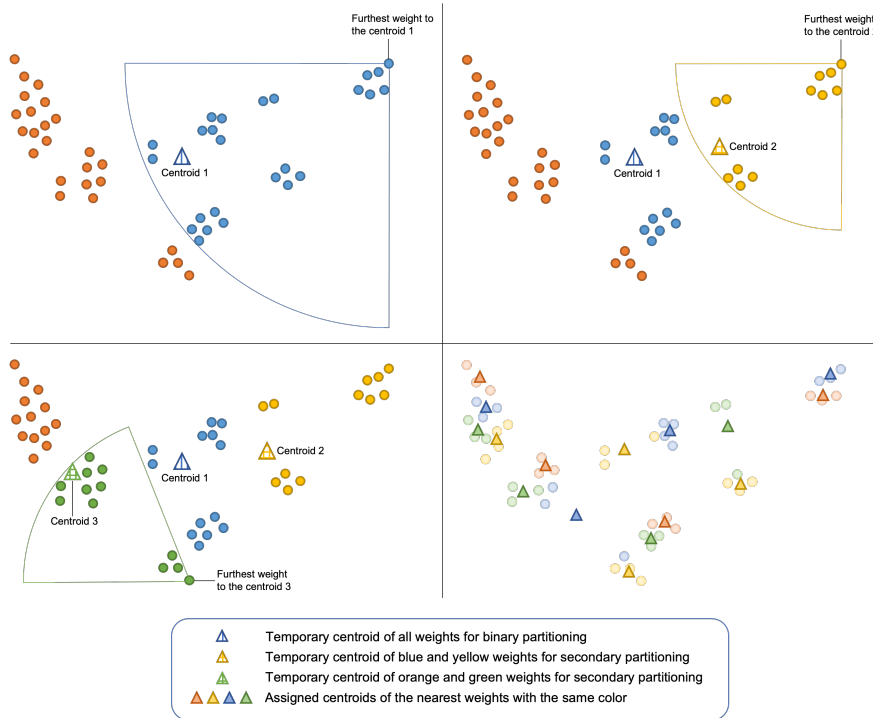 Furthest weight to
the centroid 1
Centroid 1
Furthest weight
to the centroid
Centroid 2
Centroid 1
Centroid 1
Centroid 2
Centroid 3
Furthest weight
to the centroid 3
Temporary centroid of all weights for binary partitioning
Temporary centroid of blue and yellow weights for secondary partitioning
Temporary centroid of orange and green weights for secondary partitioning
Assigned centroids of the nearest weights with the same color